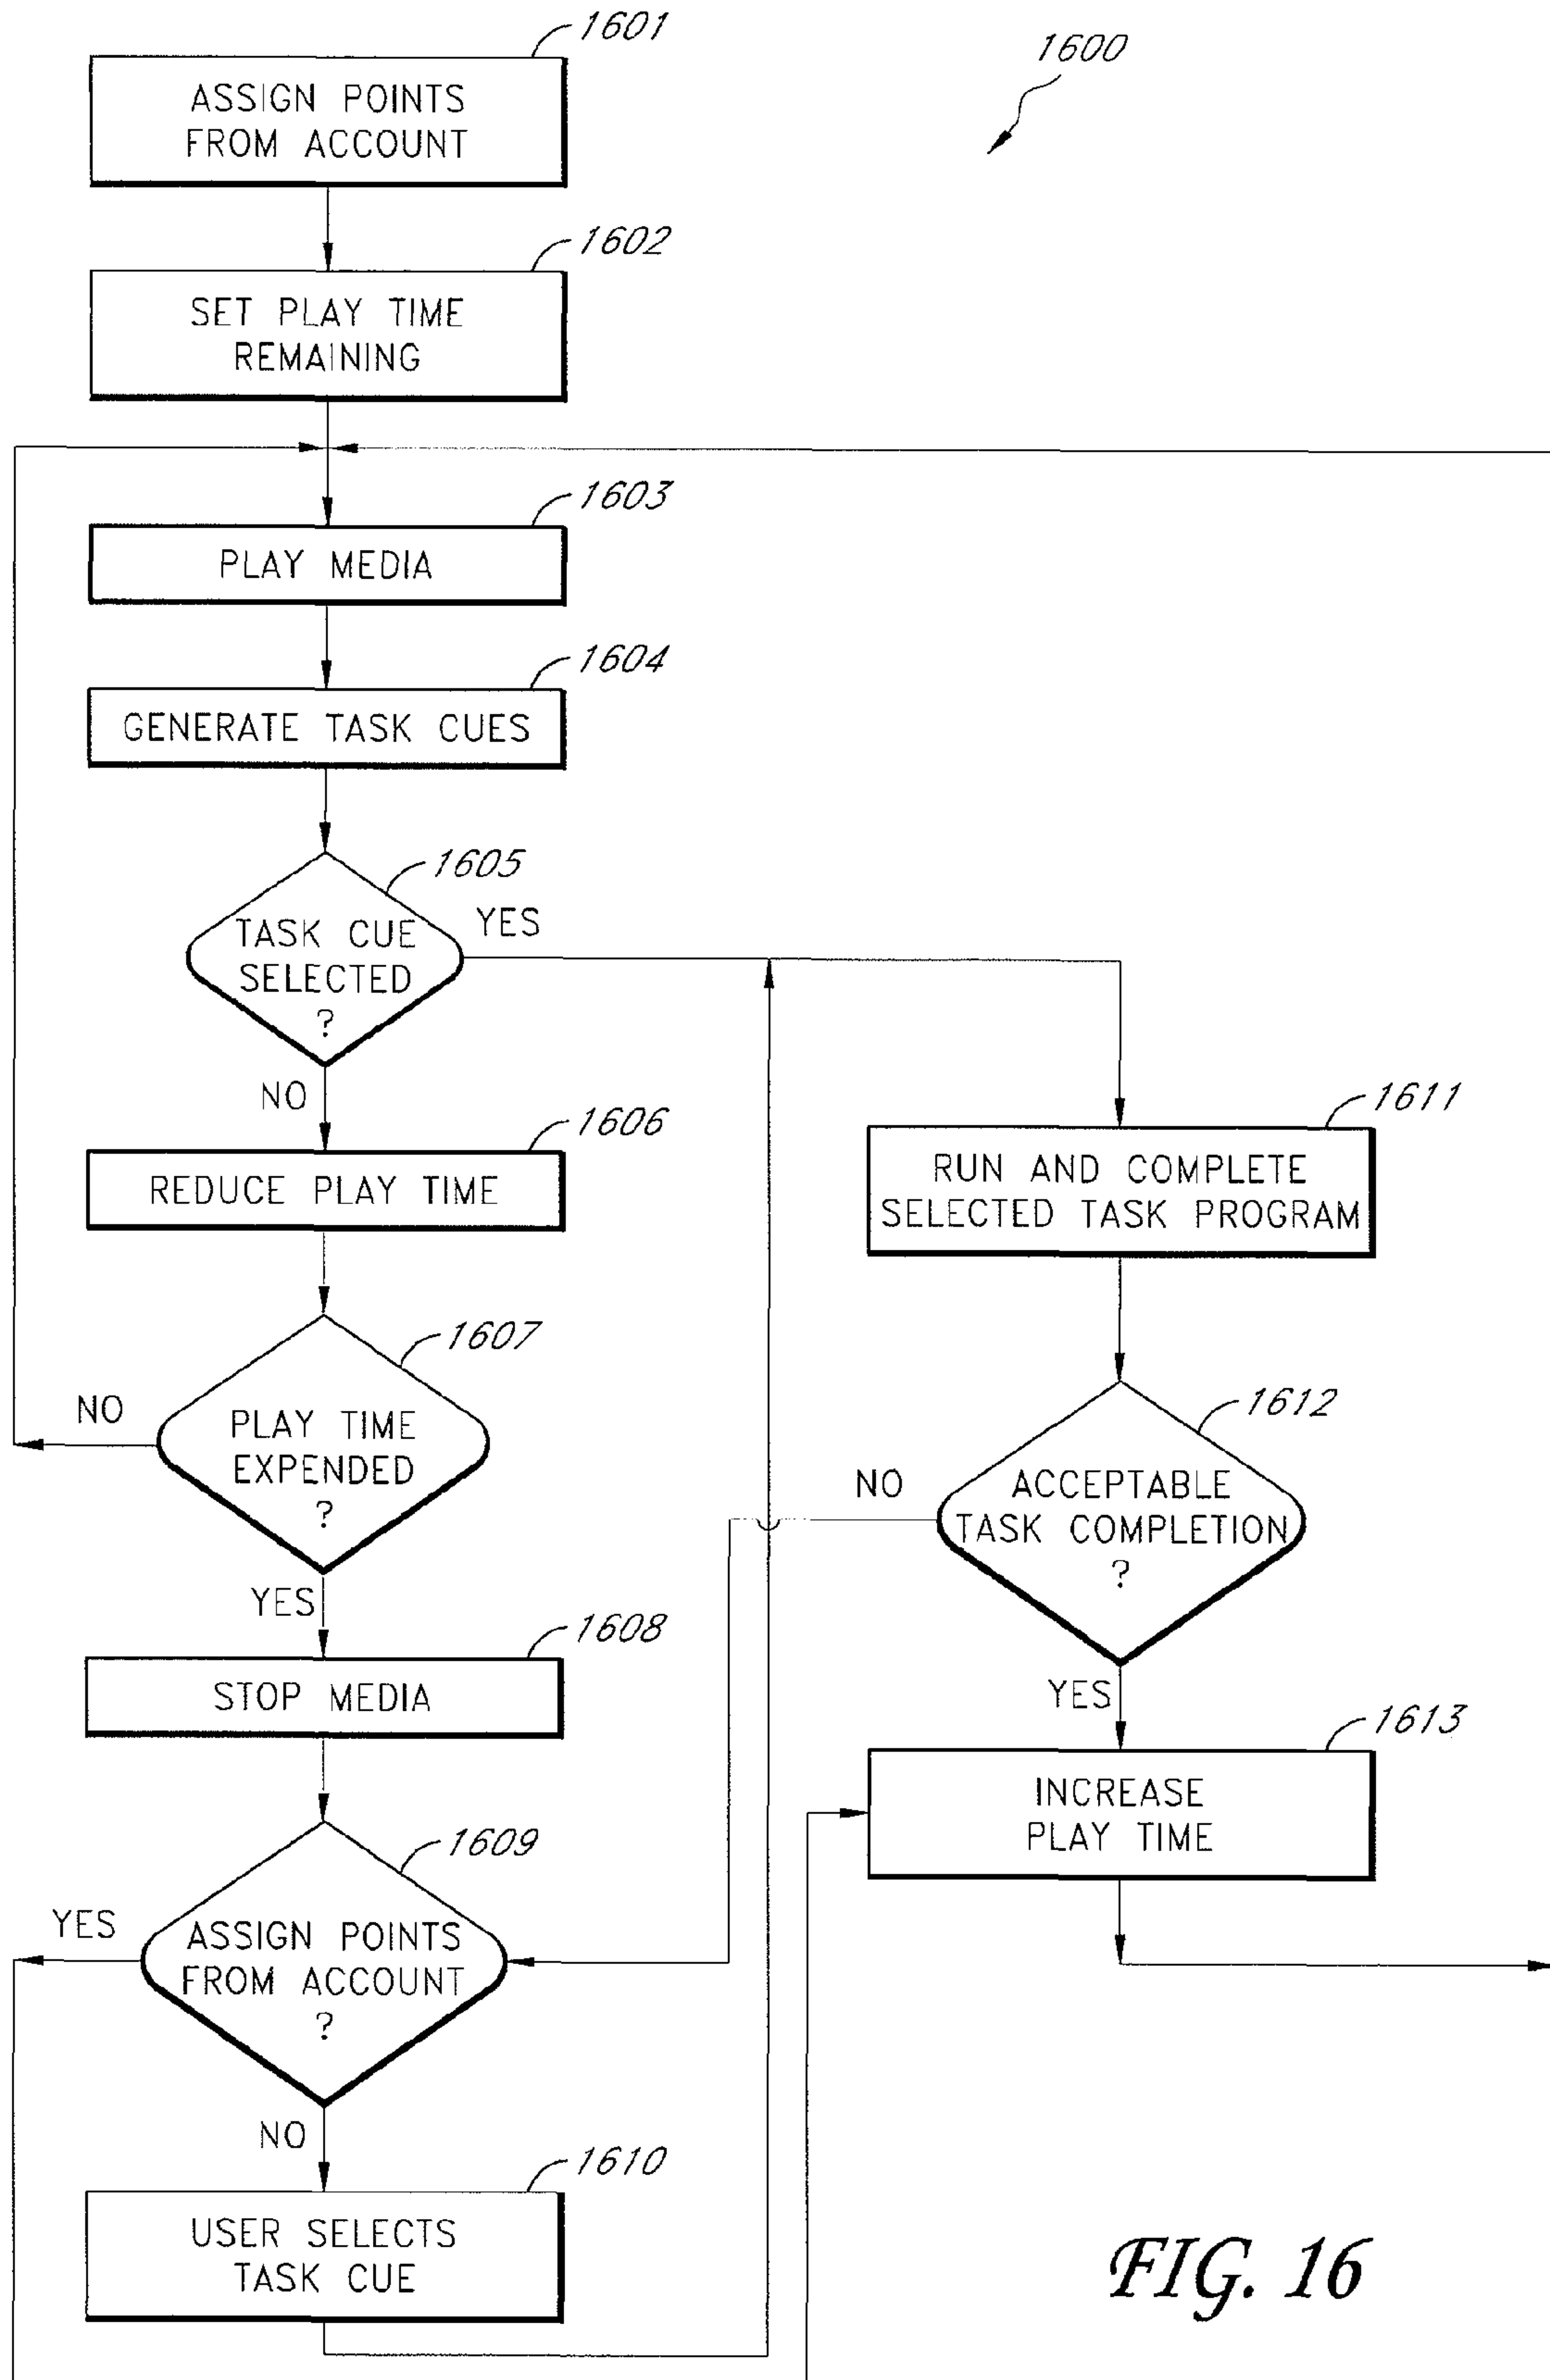 1601
1600
ASSIGN POINTS
FROM ACCOUNT
1602
SET PLAY TIME
REMAINING
1603
PLAY MEDIA
1604
GENERATE TASK CUES
1605
TASK CUE
SELECTED
?
YES
NO
1606
REDUCE PLAY TIME
1607
PLAY TIME
EXPENDED
?
NO
YES
1608
STOP MEDIA
1609
ASSIGN POINTS
FROM ACCOUNT
?
YES
NO
1610
USER SELECTS
TASK CUE
1611
RUN AND COMPLETE
SELECTED TASK PROGRAM
1612
ACCEPTABLE
TASK COMPLETION
?
NO
YES
1613
INCREASE
PLAY TIME
FIG. 16